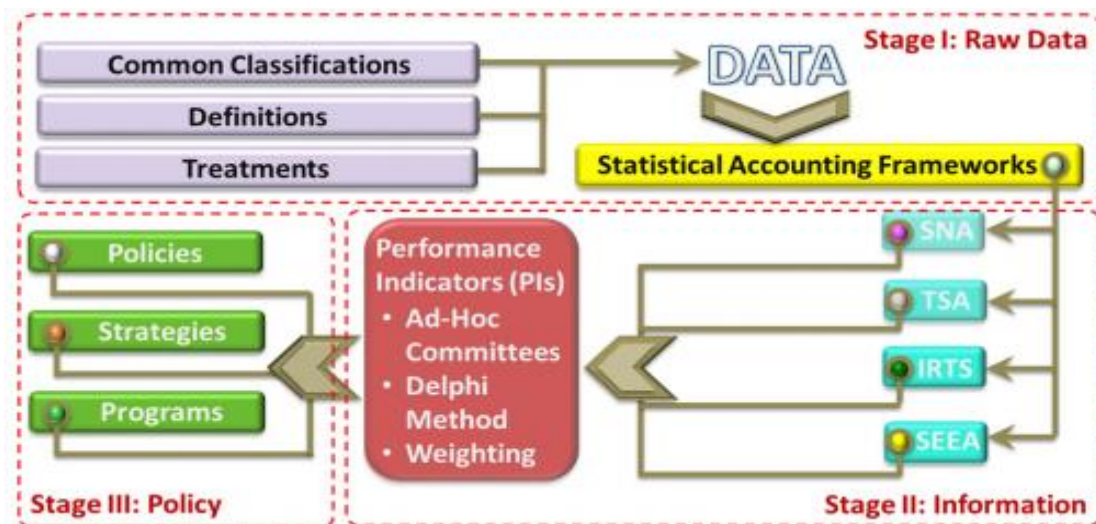 Stage I: Raw Data
Common Classifications
DATA
Definitions
Treatments
Statistical Accounting Frameworks
Policies
Strategies
Programs
Stage III: Policy
Performance
Indicators (PIs)
• Ad-Hoc
Committees
• Delphi
Method
• Weighting
SNA
TSA
IRTS
SEEA
Stage II: Information